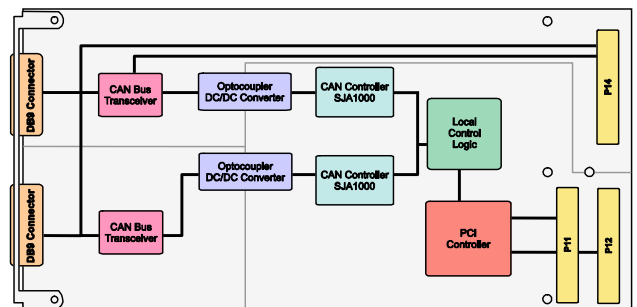 DB9 Connector
CAN Bus
Transceiver
Optocoupler
DC/DC Converter
CAN Controller
SJA1000
P14
Local
Control
Logic
Optocoupler
DC/DC Converter
CAN Controller
SJA1000
DB9 Connector
CAN Bus
Transceiver
PCI
Controller
P11
P12